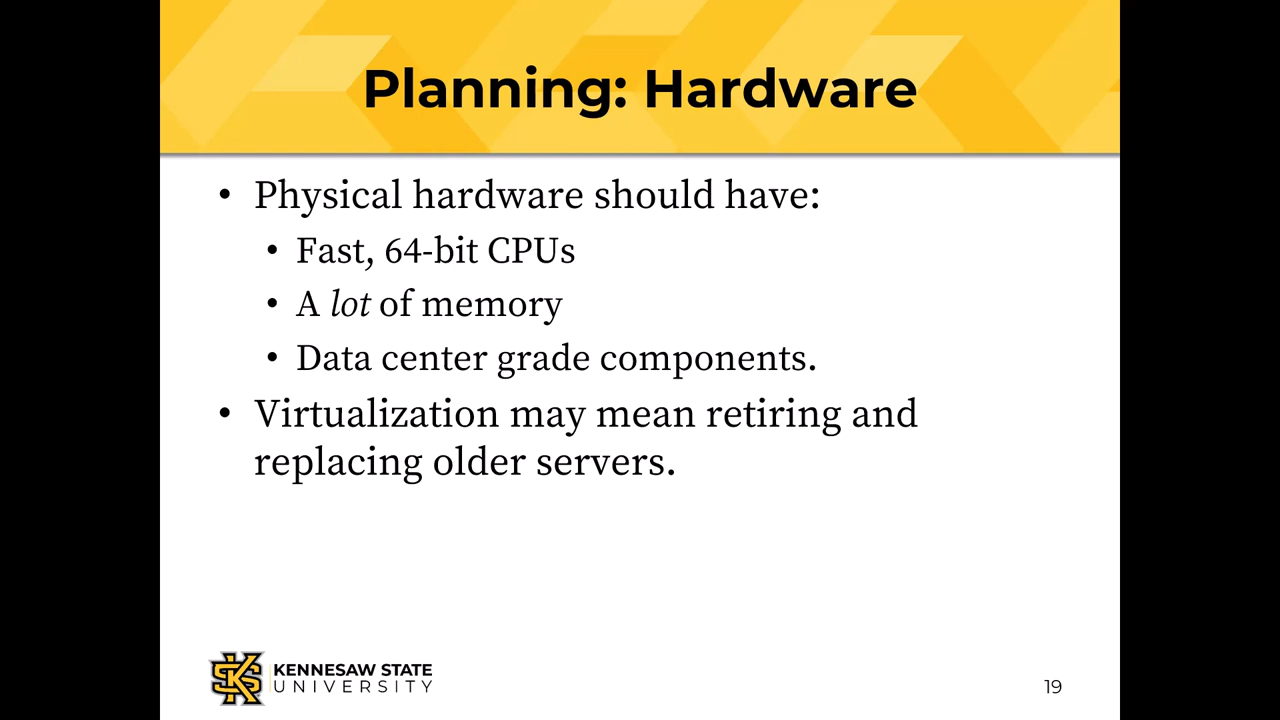 Planning: Hardware
• Physical hardware should have:
• Fast, 64-bit CPUs
• A lot of memory
• Data center grade components.
• Virtualization may mean retiring and
replacing older servers.
KS
KENNESAW STATE
UNIVERSITY
19